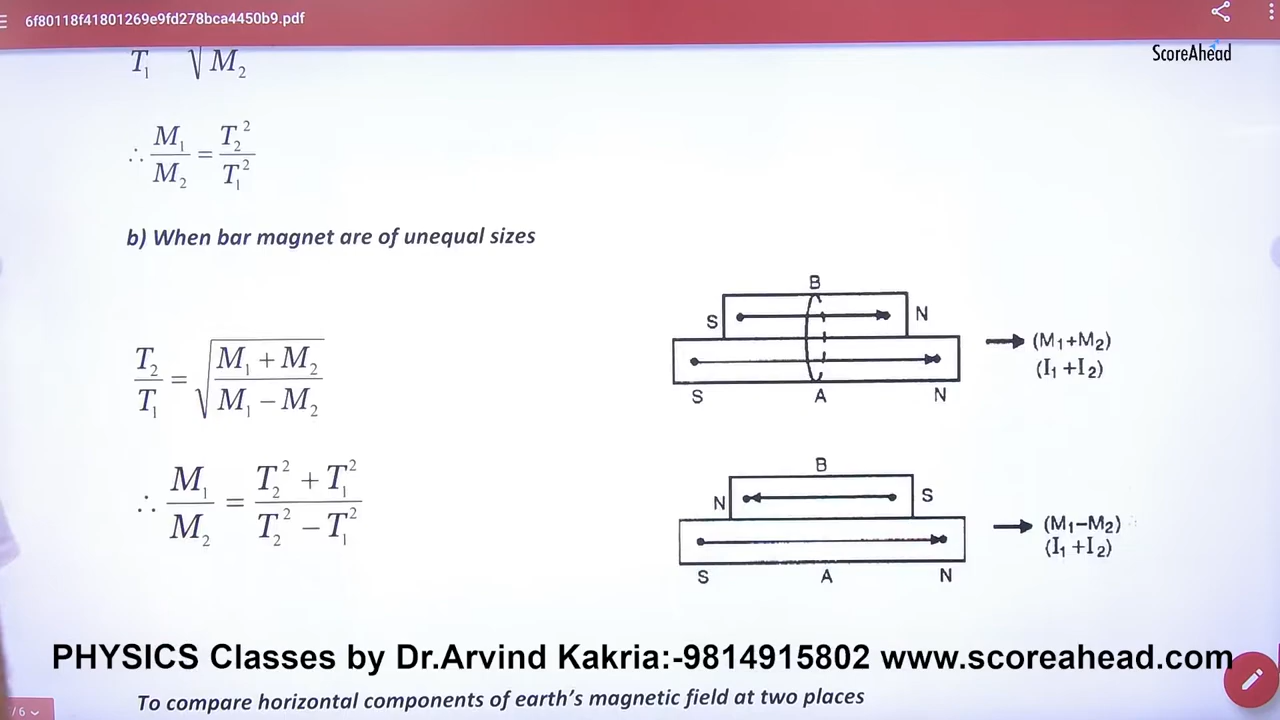 6f80118f41801269e9fd278bca4450b9.pdf
ScoreAhead
T₁ √M₂
∴ M₁/M₂ = T₂²/T₁²
b) When bar magnet are of unequal sizes
T₂/T₁ = √((M₁ + M₂)/(M₁ − M₂))
∴ M₁/M₂ = (T₂² + T₁²)/(T₂² − T₁²)
B
S N
S A N
(M₁+M₂)
(I₁+I₂)
B
N S
S A N
(M₁−M₂)
(I₁+I₂)
PHYSICS Classes by Dr.Arvind Kakria:-9814915802 www.scoreahead.com
To compare horizontal components of earth's magnetic field at two places
/6